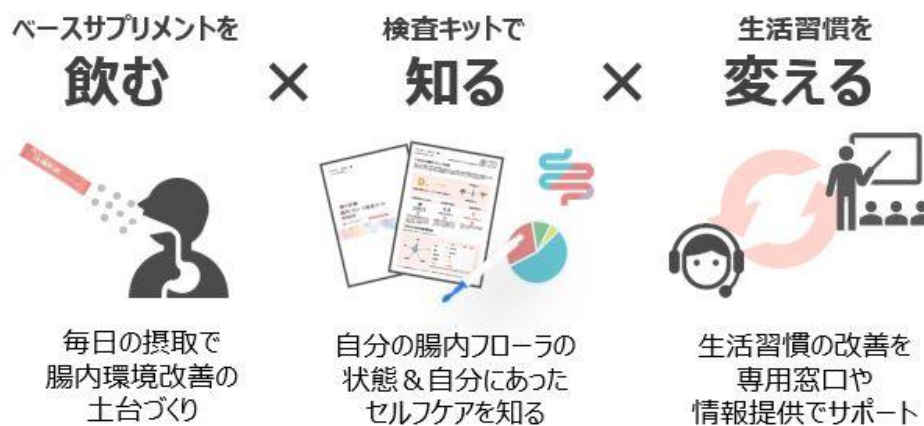 ベースサプリメントを
飲む
×
検査キットで
知る
×
生活習慣を
変える
毎日の摂取で
腸内環境改善の
土台づくり
自分の腸内フローラの
状態＆自分にあった
セルフケアを知る
生活習慣の改善を
専用窓口や
情報提供でサポート